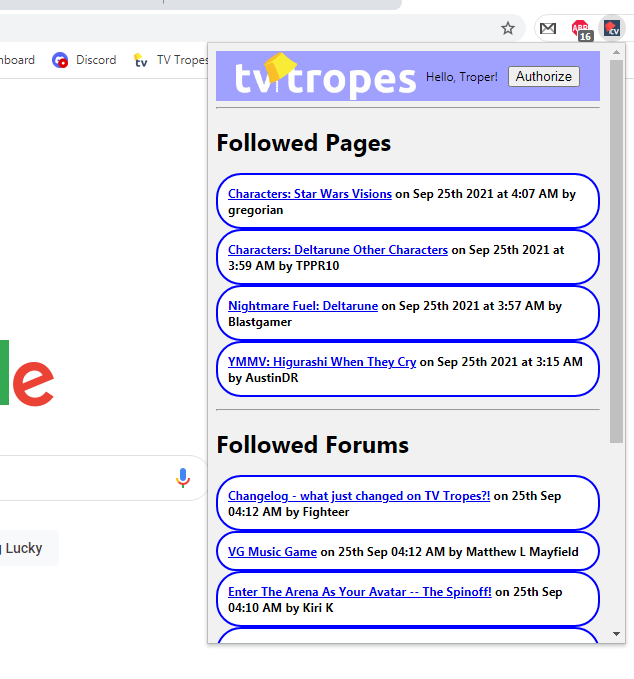 ABP
16
CV
nboard
Discord
tv
TV Tropes
tvtropes
Hello, Troper!
Authorize
Followed Pages
Characters: Star Wars Visions on Sep 25th 2021 at 4:07 AM by
gregorian
Characters: Deltarune Other Characters on Sep 25th 2021 at
3:59 AM by TPPR10
Nightmare Fuel: Deltarune on Sep 25th 2021 at 3:57 AM by
Blastgamer
YMMV: Higurashi When They Cry on Sep 25th 2021 at 3:15 AM
by AustinDR
le
Followed Forums
Changelog - what just changed on TV Tropes?! on 25th Sep
04:12 AM by Fighteer
VG Music Game on 25th Sep 04:12 AM by Matthew L Mayfield
g Lucky
Enter The Arena As Your Avatar -- The Spinoff! on 25th Sep
04:10 AM by Kiri K